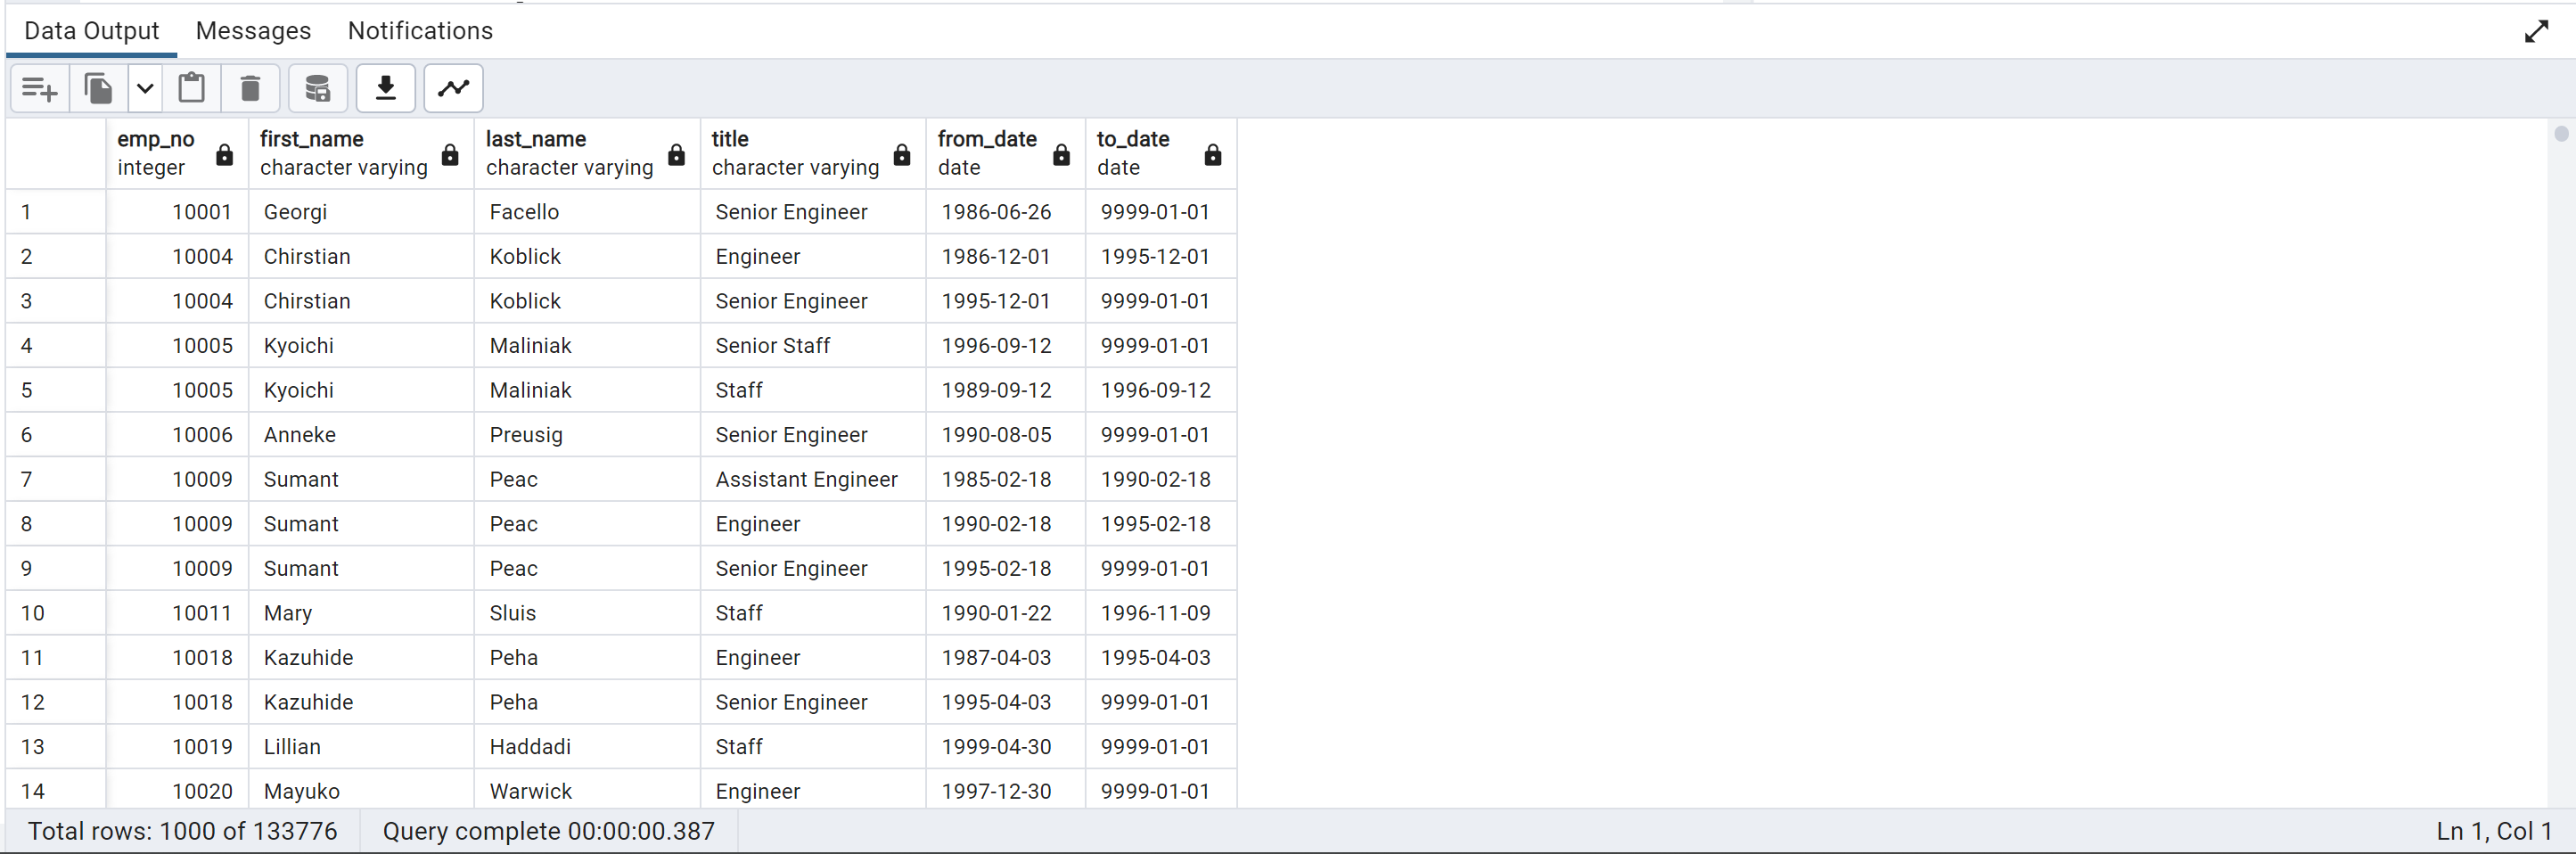 Data Output Messages Notifications
emp_no first_name last_name title from_date to_date
integer character varying character varying character varying date date
1 10001 Georgi Facello Senior Engineer 1986-06-26 9999-01-01
2 10004 Chirstian Koblick Engineer 1986-12-01 1995-12-01
3 10004 Chirstian Koblick Senior Engineer 1995-12-01 9999-01-01
4 10005 Kyoichi Maliniak Senior Staff 1996-09-12 9999-01-01
5 10005 Kyoichi Maliniak Staff 1989-09-12 1996-09-12
6 10006 Anneke Preusig Senior Engineer 1990-08-05 9999-01-01
7 10009 Sumant Peac Assistant Engineer 1985-02-18 1990-02-18
8 10009 Sumant Peac Engineer 1990-02-18 1995-02-18
9 10009 Sumant Peac Senior Engineer 1995-02-18 9999-01-01
10 10011 Mary Sluis Staff 1990-01-22 1996-11-09
11 10018 Kazuhide Peha Engineer 1987-04-03 1995-04-03
12 10018 Kazuhide Peha Senior Engineer 1995-04-03 9999-01-01
13 10019 Lillian Haddadi Staff 1999-04-30 9999-01-01
14 10020 Mayuko Warwick Engineer 1997-12-30 9999-01-01
Total rows: 1000 of 133776 Query complete 00:00:00.387 Ln 1, Col 1